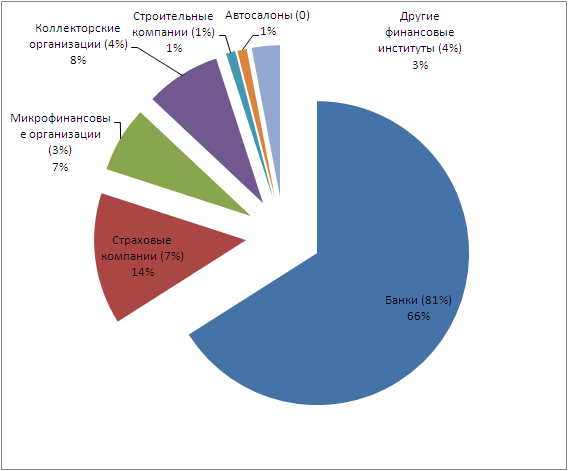 Коллекторские
организации (4%)
8%
Строительные
компании (1%)
1%
Автосалоны (0)
1%
Другие
финансовые
институты (4%)
3%
Микрофинансовы
е организации
(3%)
7%
Страховые
компании (7%)
14%
Банки (81%)
66%